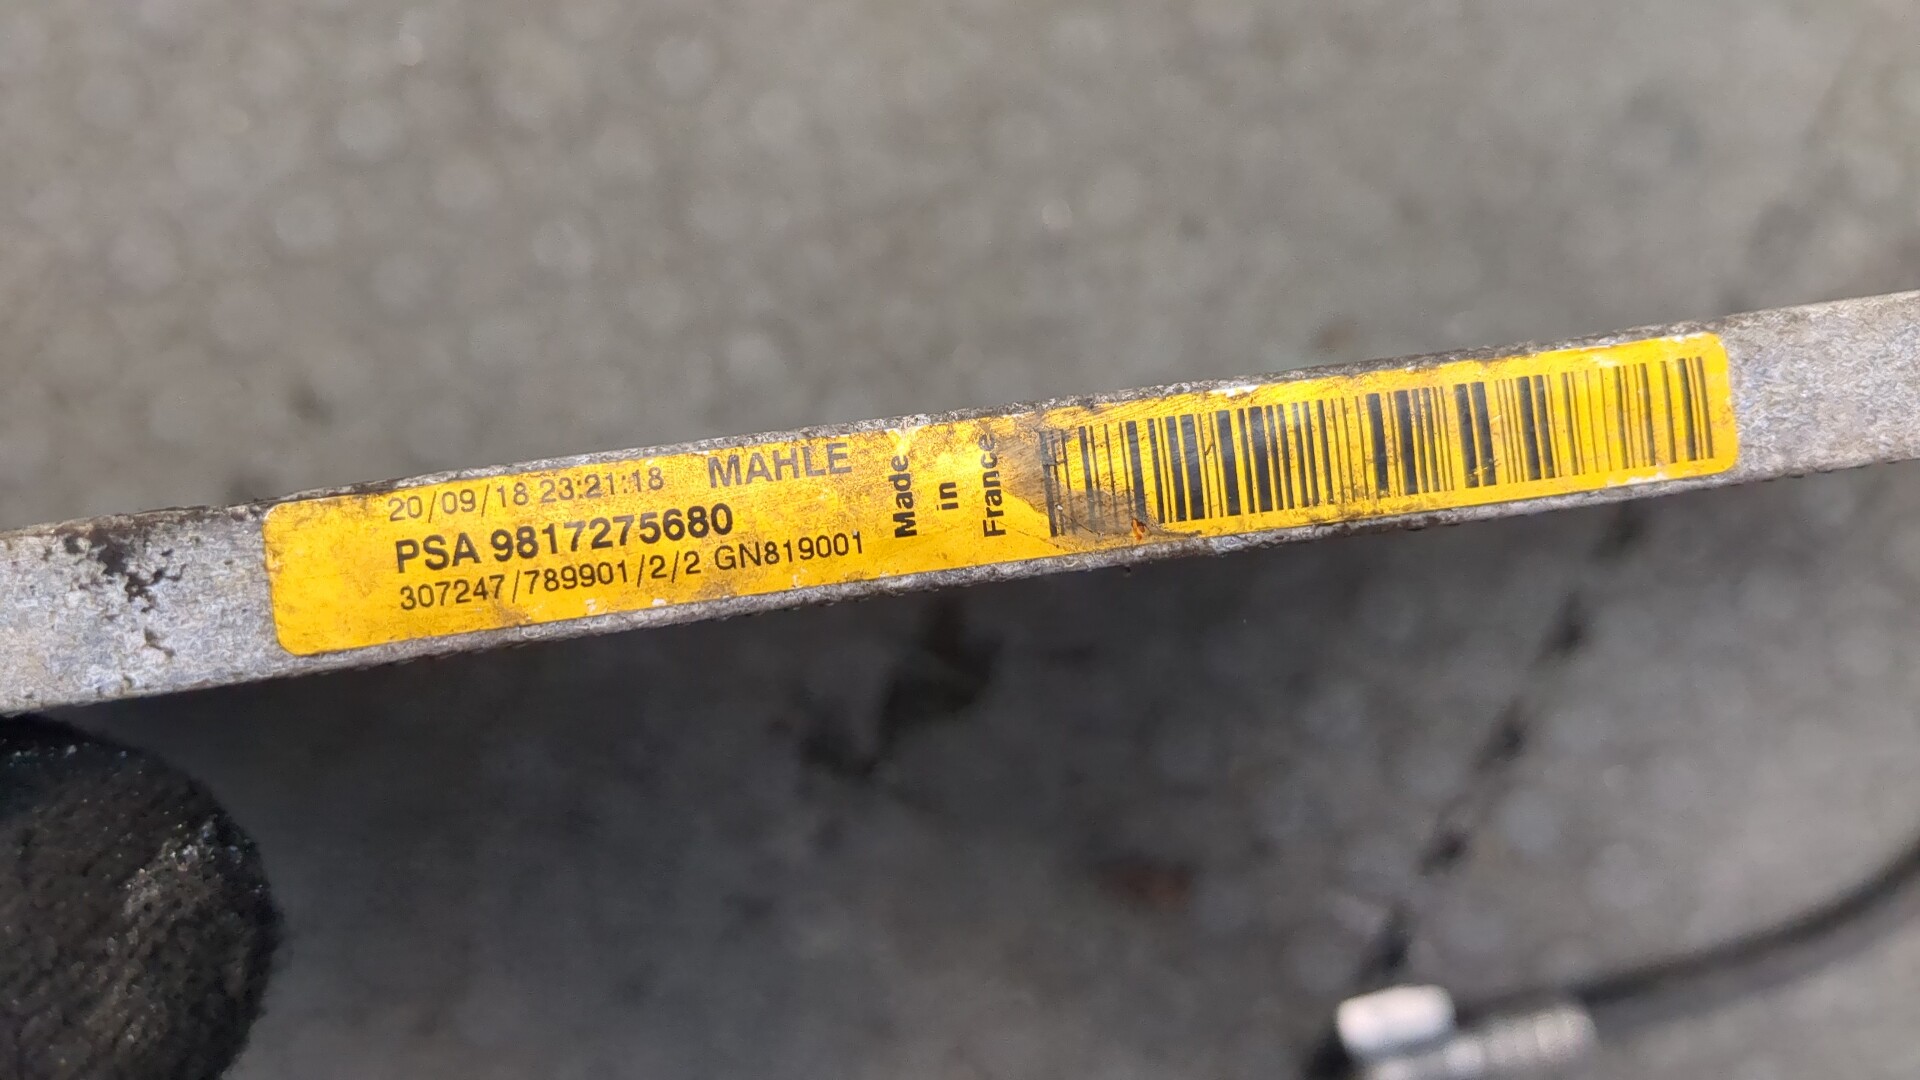 20/09/18 23:21:18 MAHLE
PSA 9817275680
307247/789901/2/2 GN819001
Made
in
France